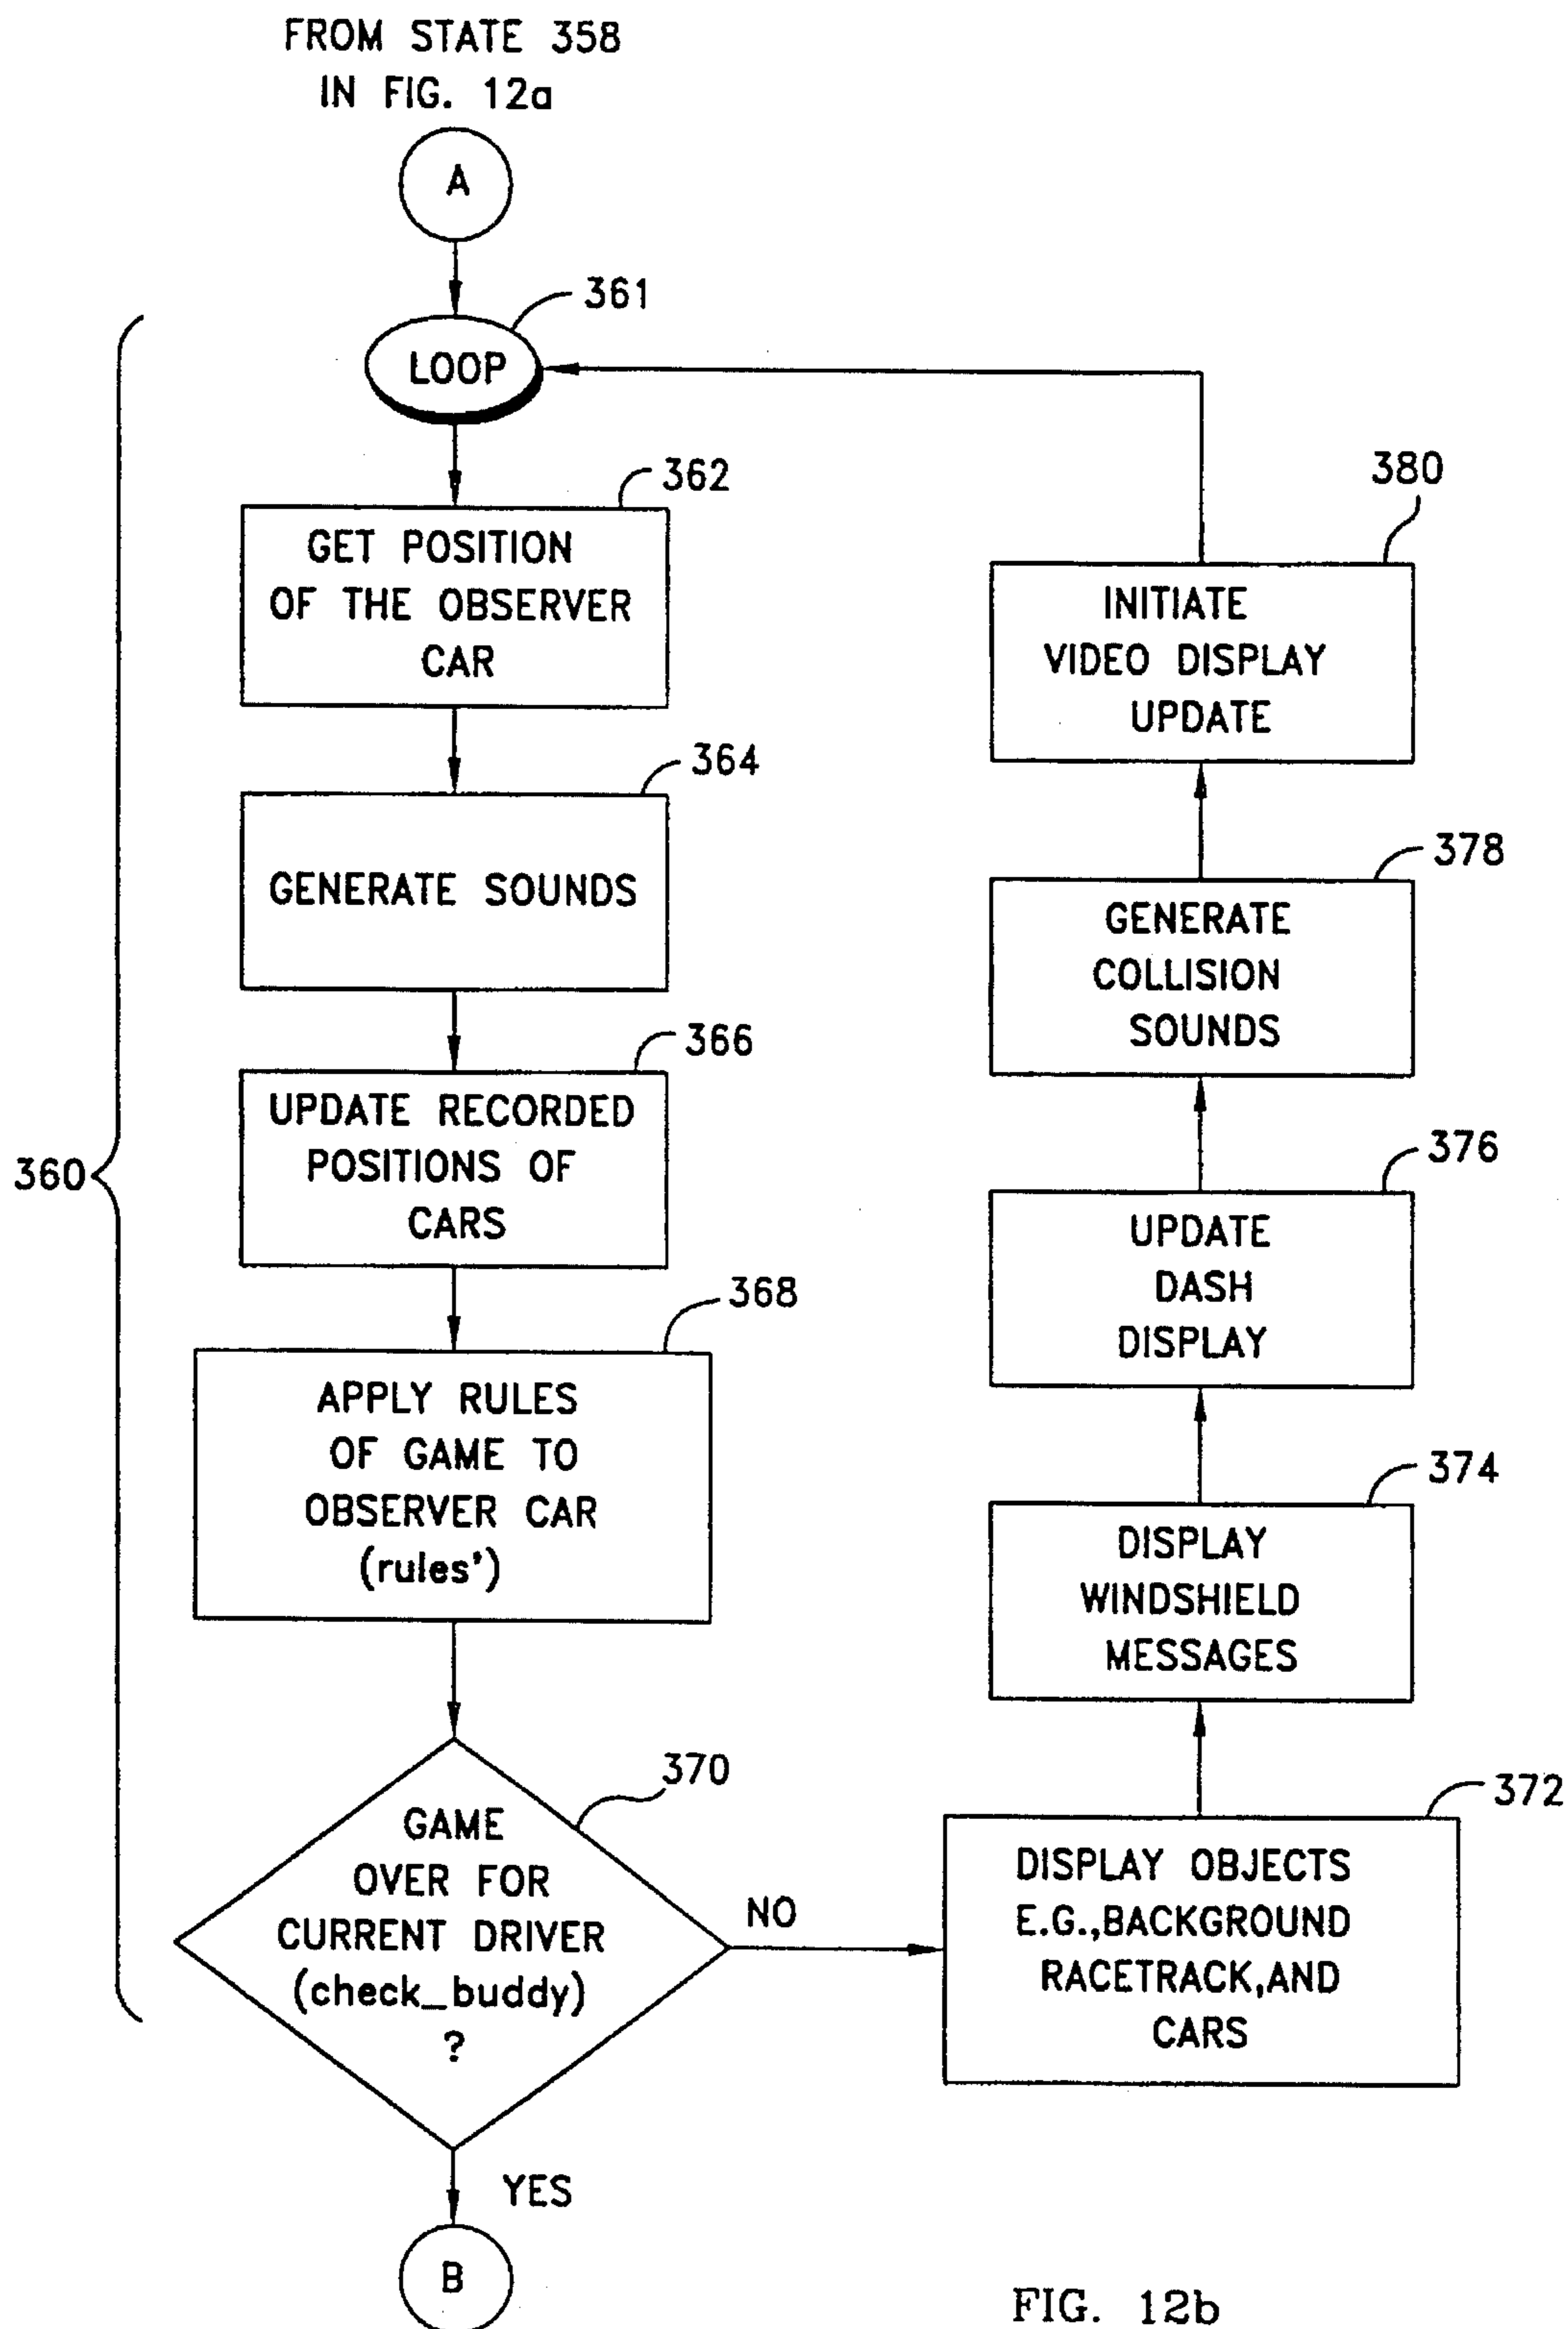 FROM STATE 358
IN FIG. 12a
A
361
LOOP
362
GET POSITION
OF THE OBSERVER
CAR
364
GENERATE SOUNDS
366
UPDATE RECORDED
POSITIONS OF
CARS
360
368
APPLY RULES
OF GAME TO
OBSERVER CAR
(rules')
370
GAME
OVER FOR
CURRENT DRIVER
(check_buddy)
?
NO
YES
B
372
DISPLAY OBJECTS
E.G.,BACKGROUND
RACETRACK,AND
CARS
374
DISPLAY
WINDSHIELD
MESSAGES
376
UPDATE
DASH
DISPLAY
378
GENERATE
COLLISION
SOUNDS
380
INITIATE
VIDEO DISPLAY
UPDATE
FIG. 12b